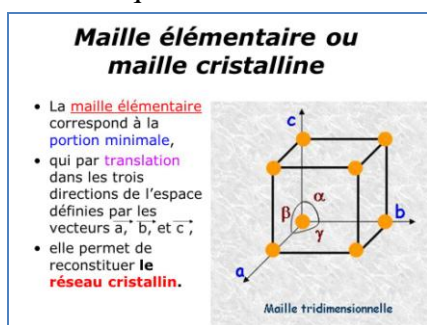 Maille élémentaire ou
maille cristalline
• La maille élémentaire
correspond à la
portion minimale,
• qui par translation
dans les trois
directions de l'espace
définies par les
vecteurs a, b, et c ,
• elle permet de
reconstituer le
réseau cristallin.
c
α
β
b
γ
a
Maille tridimensionnelle